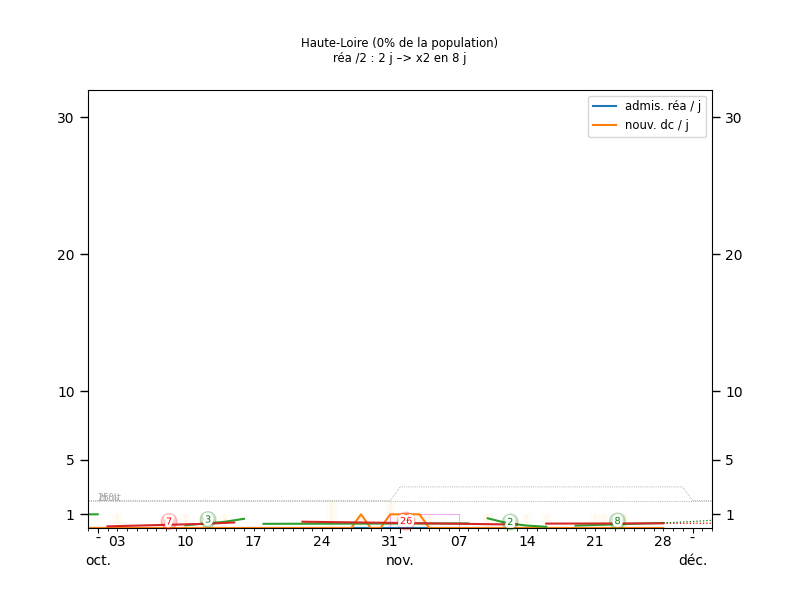 Haute-Loire (0% de la population)
réa /2 : 2 j –> x2 en 8 j
admis. réa / j
nouv. dc / j
30 30
20 20
10 10
5 5
1 1
7 3 26 2 8
- 03 10 17 24 31 - 07 14 21 28 -
oct. nov. déc.